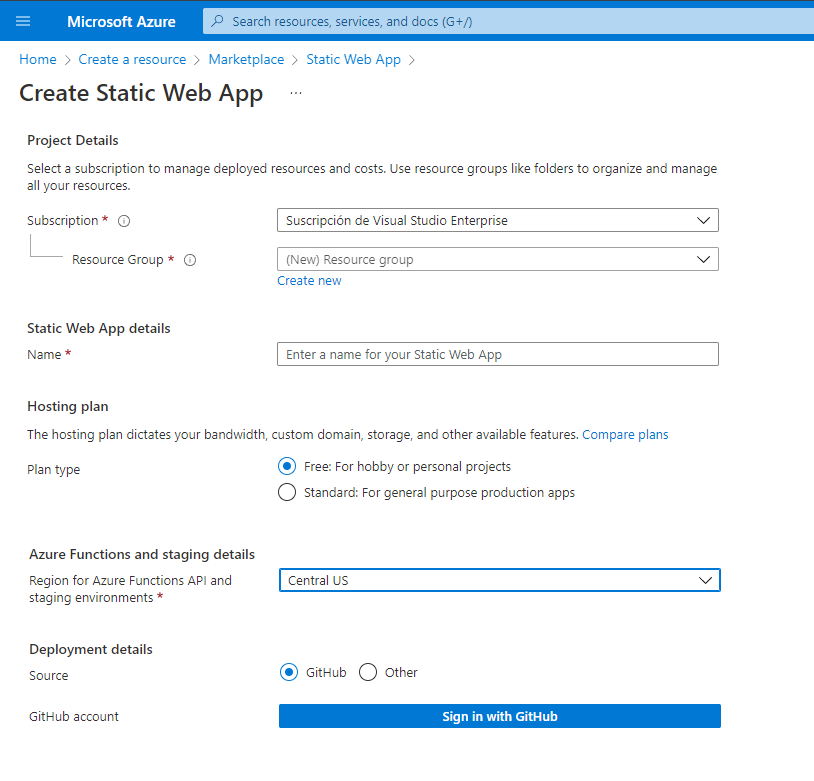 Microsoft Azure
Search resources, services, and docs (G+/)
Home > Create a resource > Marketplace > Static Web App >
Create Static Web App ...
Project Details
Select a subscription to manage deployed resources and costs. Use resource groups like folders to organize and manage
all your resources.
Subscription * Suscripción de Visual Studio Enterprise
Resource Group * (New) Resource group
Create new
Static Web App details
Name * Enter a name for your Static Web App
Hosting plan
The hosting plan dictates your bandwidth, custom domain, storage, and other available features. Compare plans
Plan type Free: For hobby or personal projects
Standard: For general purpose production apps
Azure Functions and staging details
Region for Azure Functions API and
staging environments * Central US
Deployment details
Source GitHub Other
GitHub account Sign in with GitHub